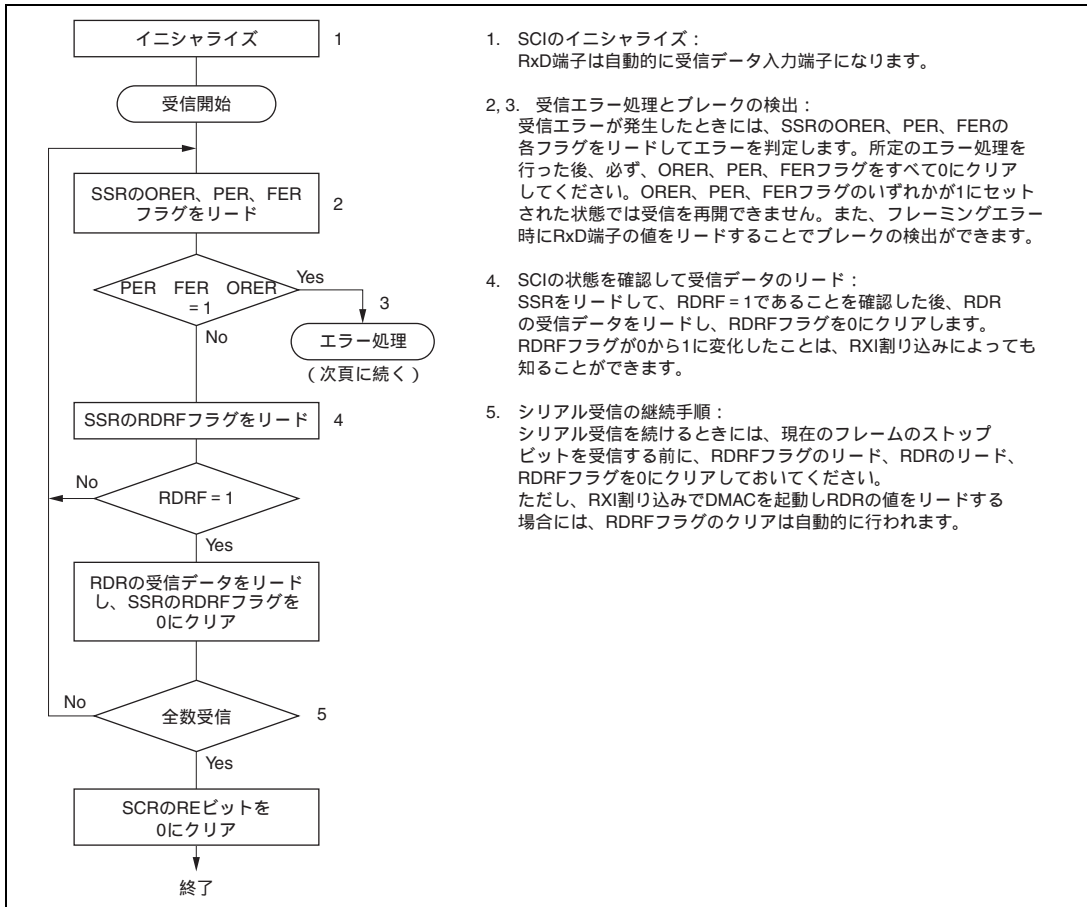 イニシャライズ 1
受信開始
SSRのORER、PER、FER
フラグをリード 2
PER FER ORER
= 1
Yes
No
3
エラー処理
（次頁に続く）
SSRのRDRFフラグをリード 4
No
RDRF = 1
Yes
RDRの受信データをリード
し、SSRのRDRFフラグを
0にクリア
No
全数受信 5
Yes
SCRのREビットを
0にクリア
終了
1. SCIのイニシャライズ：
RxD端子は自動的に受信データ入力端子になります。
2, 3. 受信エラー処理とブレークの検出：
受信エラーが発生したときには、SSRのORER、PER、FERの
各フラグをリードしてエラーを判定します。所定のエラー処理を
行った後、必ず、ORER、PER、FERフラグをすべて0にクリア
してください。ORER、PER、FERフラグのいずれかが1にセット
された状態では受信を再開できません。また、フレーミングエラー
時にRxD端子の値をリードすることでブレークの検出ができます。
4. SCIの状態を確認して受信データのリード：
SSRをリードして、RDRF = 1であることを確認した後、RDR
の受信データをリードし、RDRFフラグを0にクリアします。
RDRFフラグが0から1に変化したことは、RXI割り込みによっても
知ることができます。
5. シリアル受信の継続手順：
シリアル受信を続けるときには、現在のフレームのストップ
ビットを受信する前に、RDRFフラグのリード、RDRのリード、
RDRFフラグを0にクリアしておいてください。
ただし、RXI割り込みでDMACを起動しRDRの値をリードする
場合には、RDRFフラグのクリアは自動的に行われます。